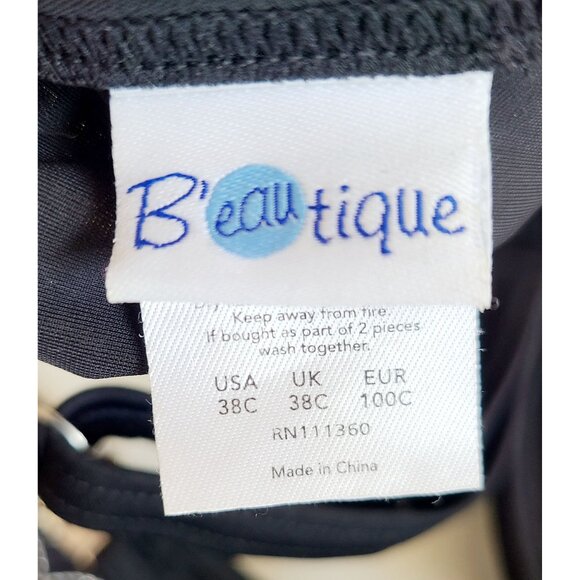 B'eautique
Keep away from fire.
If bought as part of 2 pieces
wash together.
USA UK EUR
38C 38C 100C
RN111360
Made in China